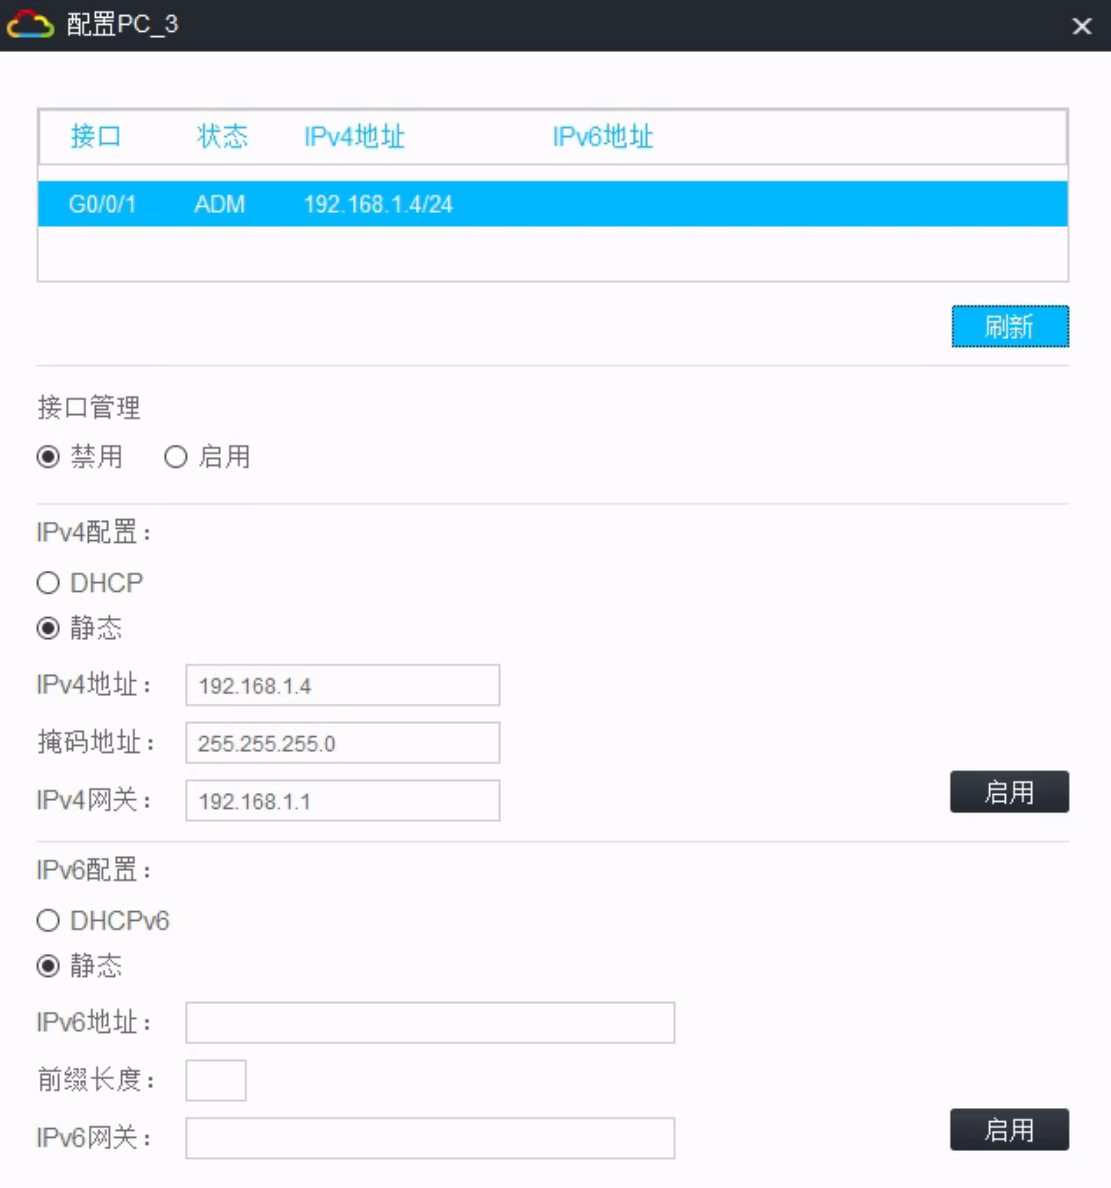 配置PC_3
接口 状态 IPv4地址 IPv6地址
G0/0/1 ADM 192.168.1.4/24
刷新
接口管理
禁用 启用
IPv4配置：
DHCP
静态
IPv4地址： 192.168.1.4
掩码地址： 255.255.255.0
IPv4网关： 192.168.1.1
启用
IPv6配置：
DHCPv6
静态
IPv6地址：
前缀长度：
IPv6网关：
启用